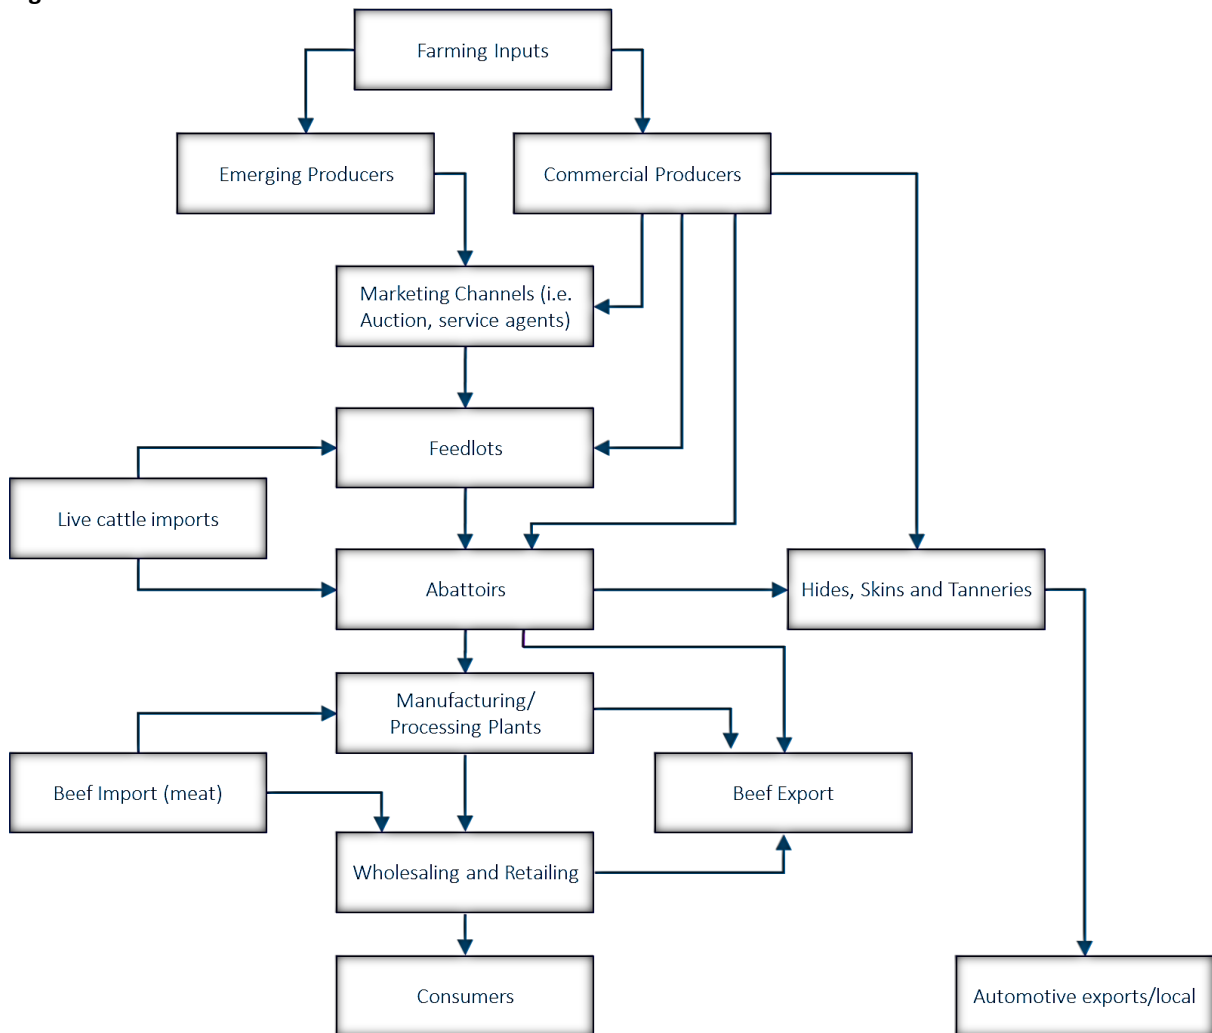 Farming Inputs
Emerging Producers
Commercial Producers
Marketing Channels (i.e.
Auction, service agents)
Feedlots
Live cattle imports
Abattoirs
Hides, Skins and Tanneries
Manufacturing/
Processing Plants
Beef Import (meat)
Beef Export
Wholesaling and Retailing
Consumers
Automotive exports/local